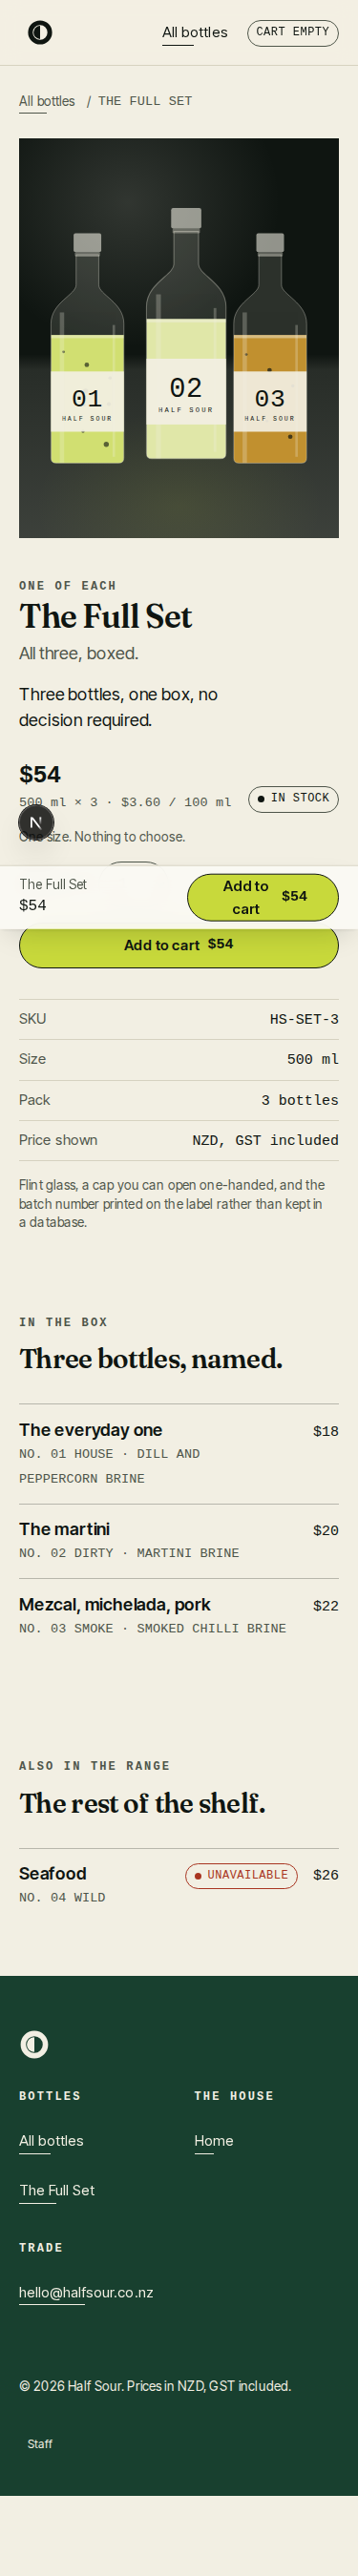 All bottles
CART EMPTY
All bottles / THE FULL SET
01
HALF SOUR
02
HALF SOUR
03
HALF SOUR
ONE OF EACH
The Full Set
All three, boxed.
Three bottles, one box, no
decision required.
$54
500 ml × 3 · $3.60 / 100 ml
IN STOCK
N
One size. Nothing to choose.
The Full Set
$54
Add to
cart
$54
Add to cart $54
SKU HS-SET-3
Size 500 ml
Pack 3 bottles
Price shown NZD, GST included
Flint glass, a cap you can open one-handed, and the
batch number printed on the label rather than kept in
a database.
IN THE BOX
Three bottles, named.
The everyday one $18
NO. 01 HOUSE · DILL AND
PEPPERCORN BRINE
The martini $20
NO. 02 DIRTY · MARTINI BRINE
Mezcal, michelada, pork $22
NO. 03 SMOKE · SMOKED CHILLI BRINE
ALSO IN THE RANGE
The rest of the shelf.
Seafood UNAVAILABLE $26
NO. 04 WILD
BOTTLES
All bottles
The Full Set
THE HOUSE
Home
TRADE
hello@halfsour.co.nz
© 2026 Half Sour. Prices in NZD, GST included.
Staff